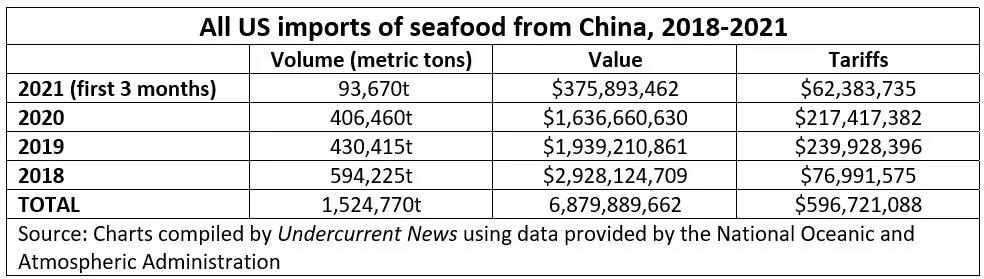 All US imports of seafood from China, 2018-2021
Volume (metric tons) Value Tariffs
2021 (first 3 months) 93,670t $375,893,462 $62,383,735
2020 406,460t $1,636,660,630 $217,417,382
2019 430,415t $1,939,210,861 $239,928,396
2018 594,225t $2,928,124,709 $76,991,575
TOTAL 1,524,770t 6,879,889,662 $596,721,088
Source: Charts compiled by Undercurrent News using data provided by the National Oceanic and
Atmospheric Administration